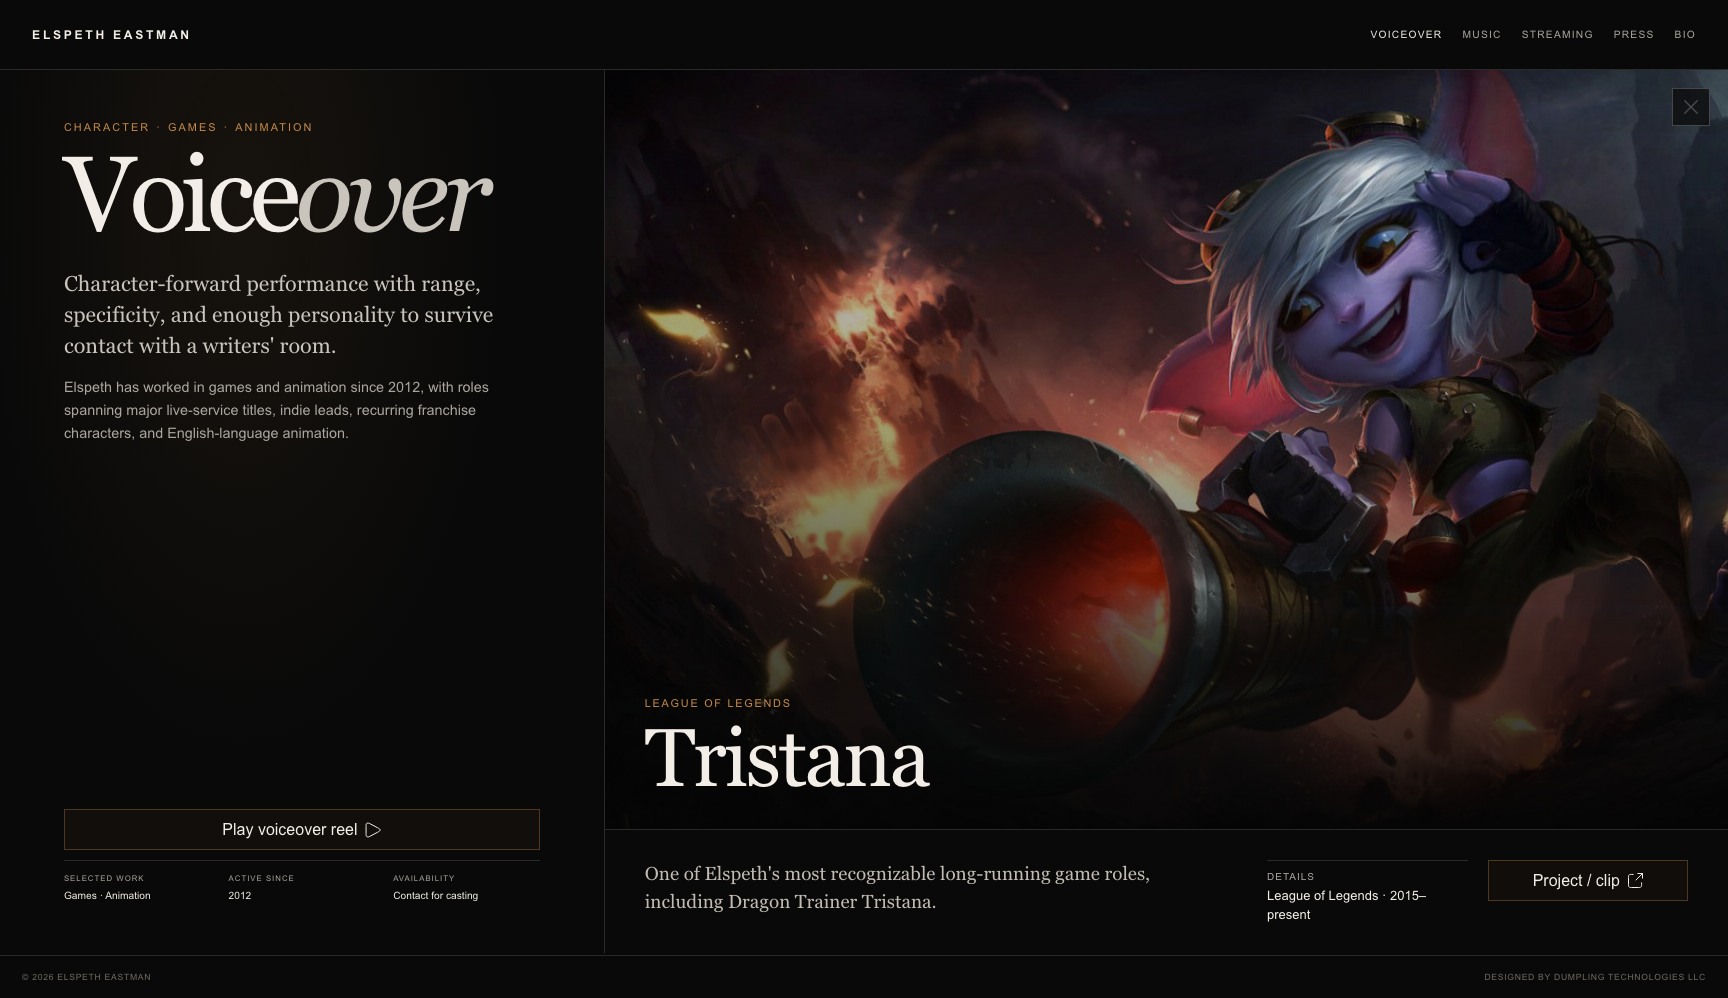 ELSPETH EASTMAN
VOICEOVER MUSIC STREAMING PRESS BIO
CHARACTER · GAMES · ANIMATION
Voiceover
Character-forward performance with range,
specificity, and enough personality to survive
contact with a writers' room.
Elspeth has worked in games and animation since 2012, with roles
spanning major live-service titles, indie leads, recurring franchise
characters, and English-language animation.
Play voiceover reel
SELECTED WORK
Games · Animation
ACTIVE SINCE
2012
AVAILABILITY
Contact for casting
LEAGUE OF LEGENDS
Tristana
One of Elspeth's most recognizable long-running game roles,
including Dragon Trainer Tristana.
DETAILS
League of Legends · 2015–
present
Project / clip
© 2026 ELSPETH EASTMAN
DESIGNED BY DUMPLING TECHNOLOGIES LLC